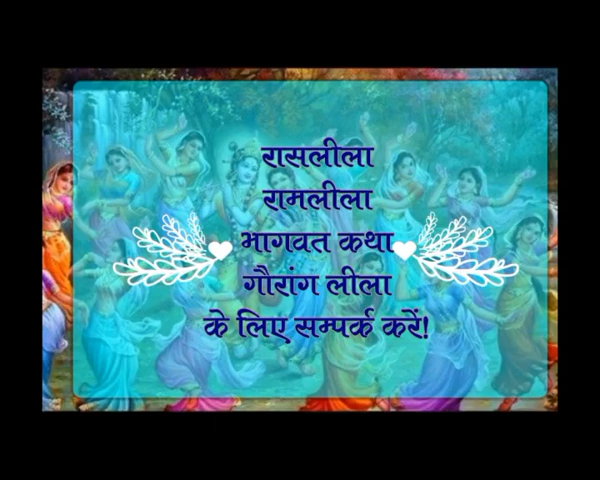 रासलीला
रामलीला
भागवत कथा
गौरांग लीला
के लिए सम्पर्क करें!